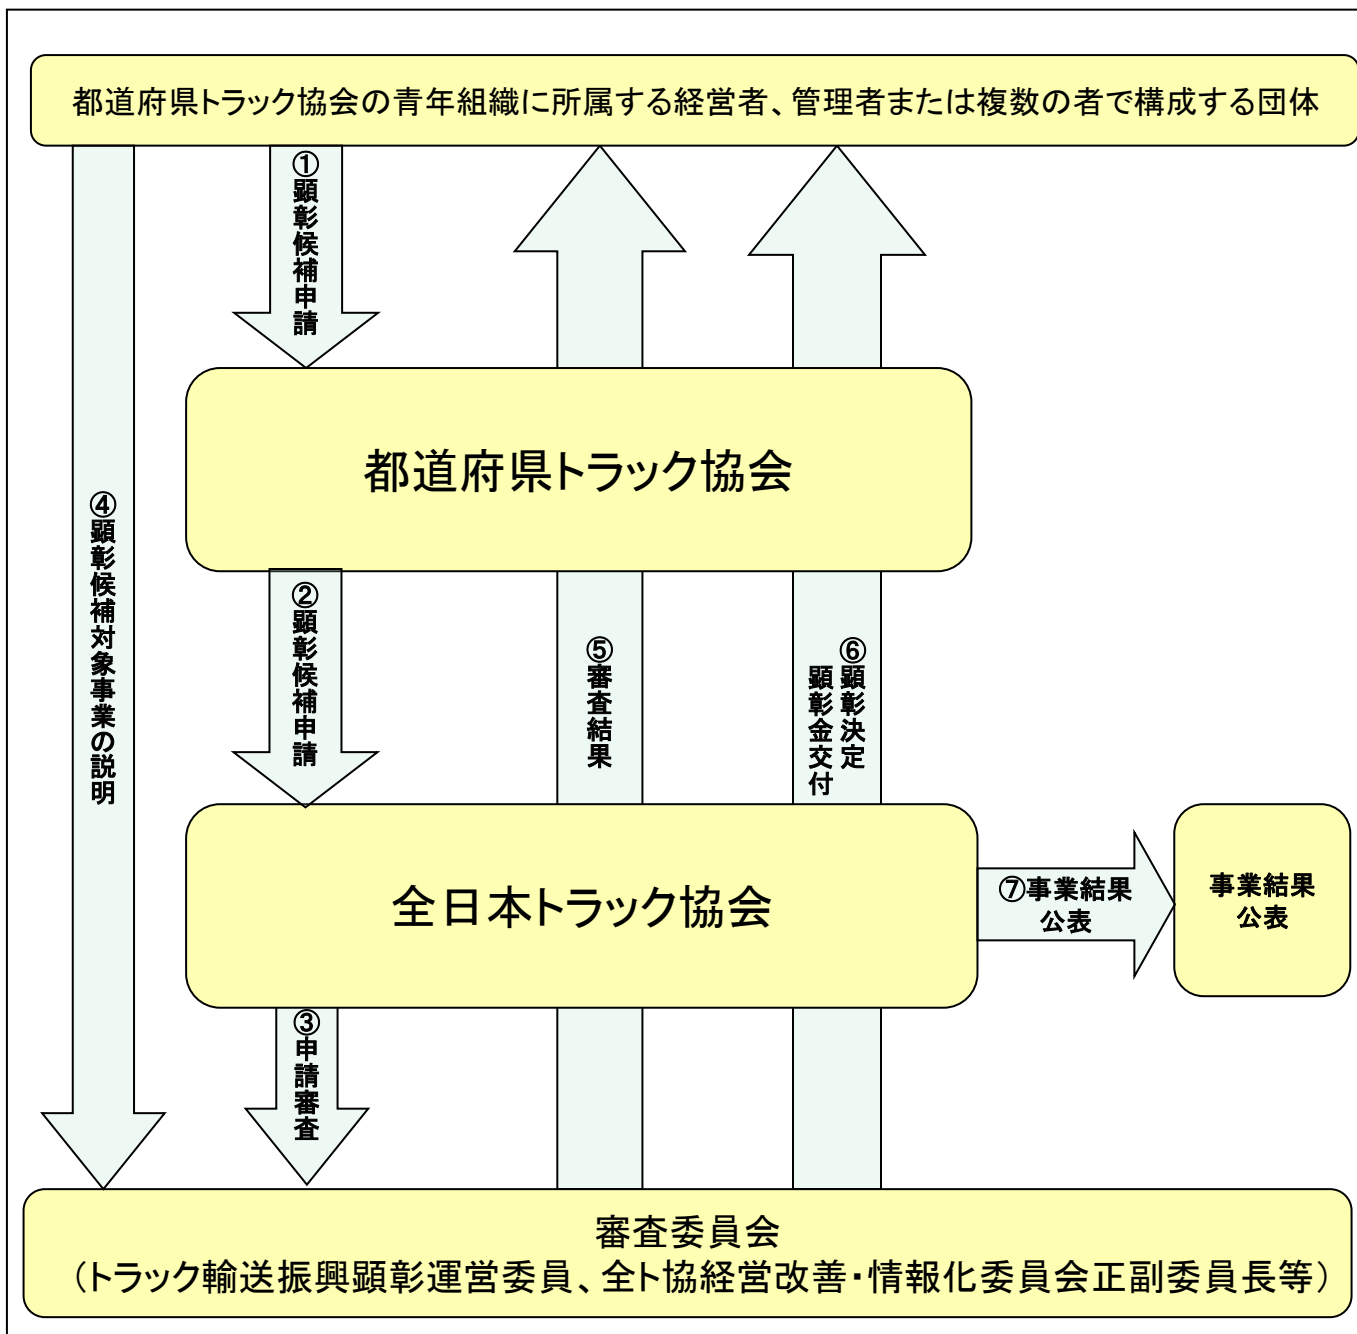 都道府県トラック協会の青年組織に所属する経営者、管理者または複数の者で構成する団体
①顕彰候補申請
都道府県トラック協会
④顕彰候補対象事業の説明
②顕彰候補申請
⑤審査結果
⑥顕彰決定
顕彰金交付
全日本トラック協会
⑦事業結果
公表
事業結果
公表
③申請審査
審査委員会
（トラック輸送振興顕彰運営委員、全ト協経営改善・情報化委員会正副委員長等）